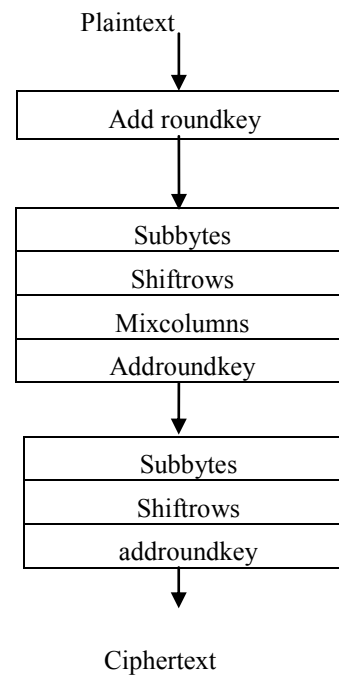 Plaintext
Add roundkey
Subbytes
Shiftrows
Mixcolumns
Addroundkey
Subbytes
Shiftrows
addroundkey
Ciphertext